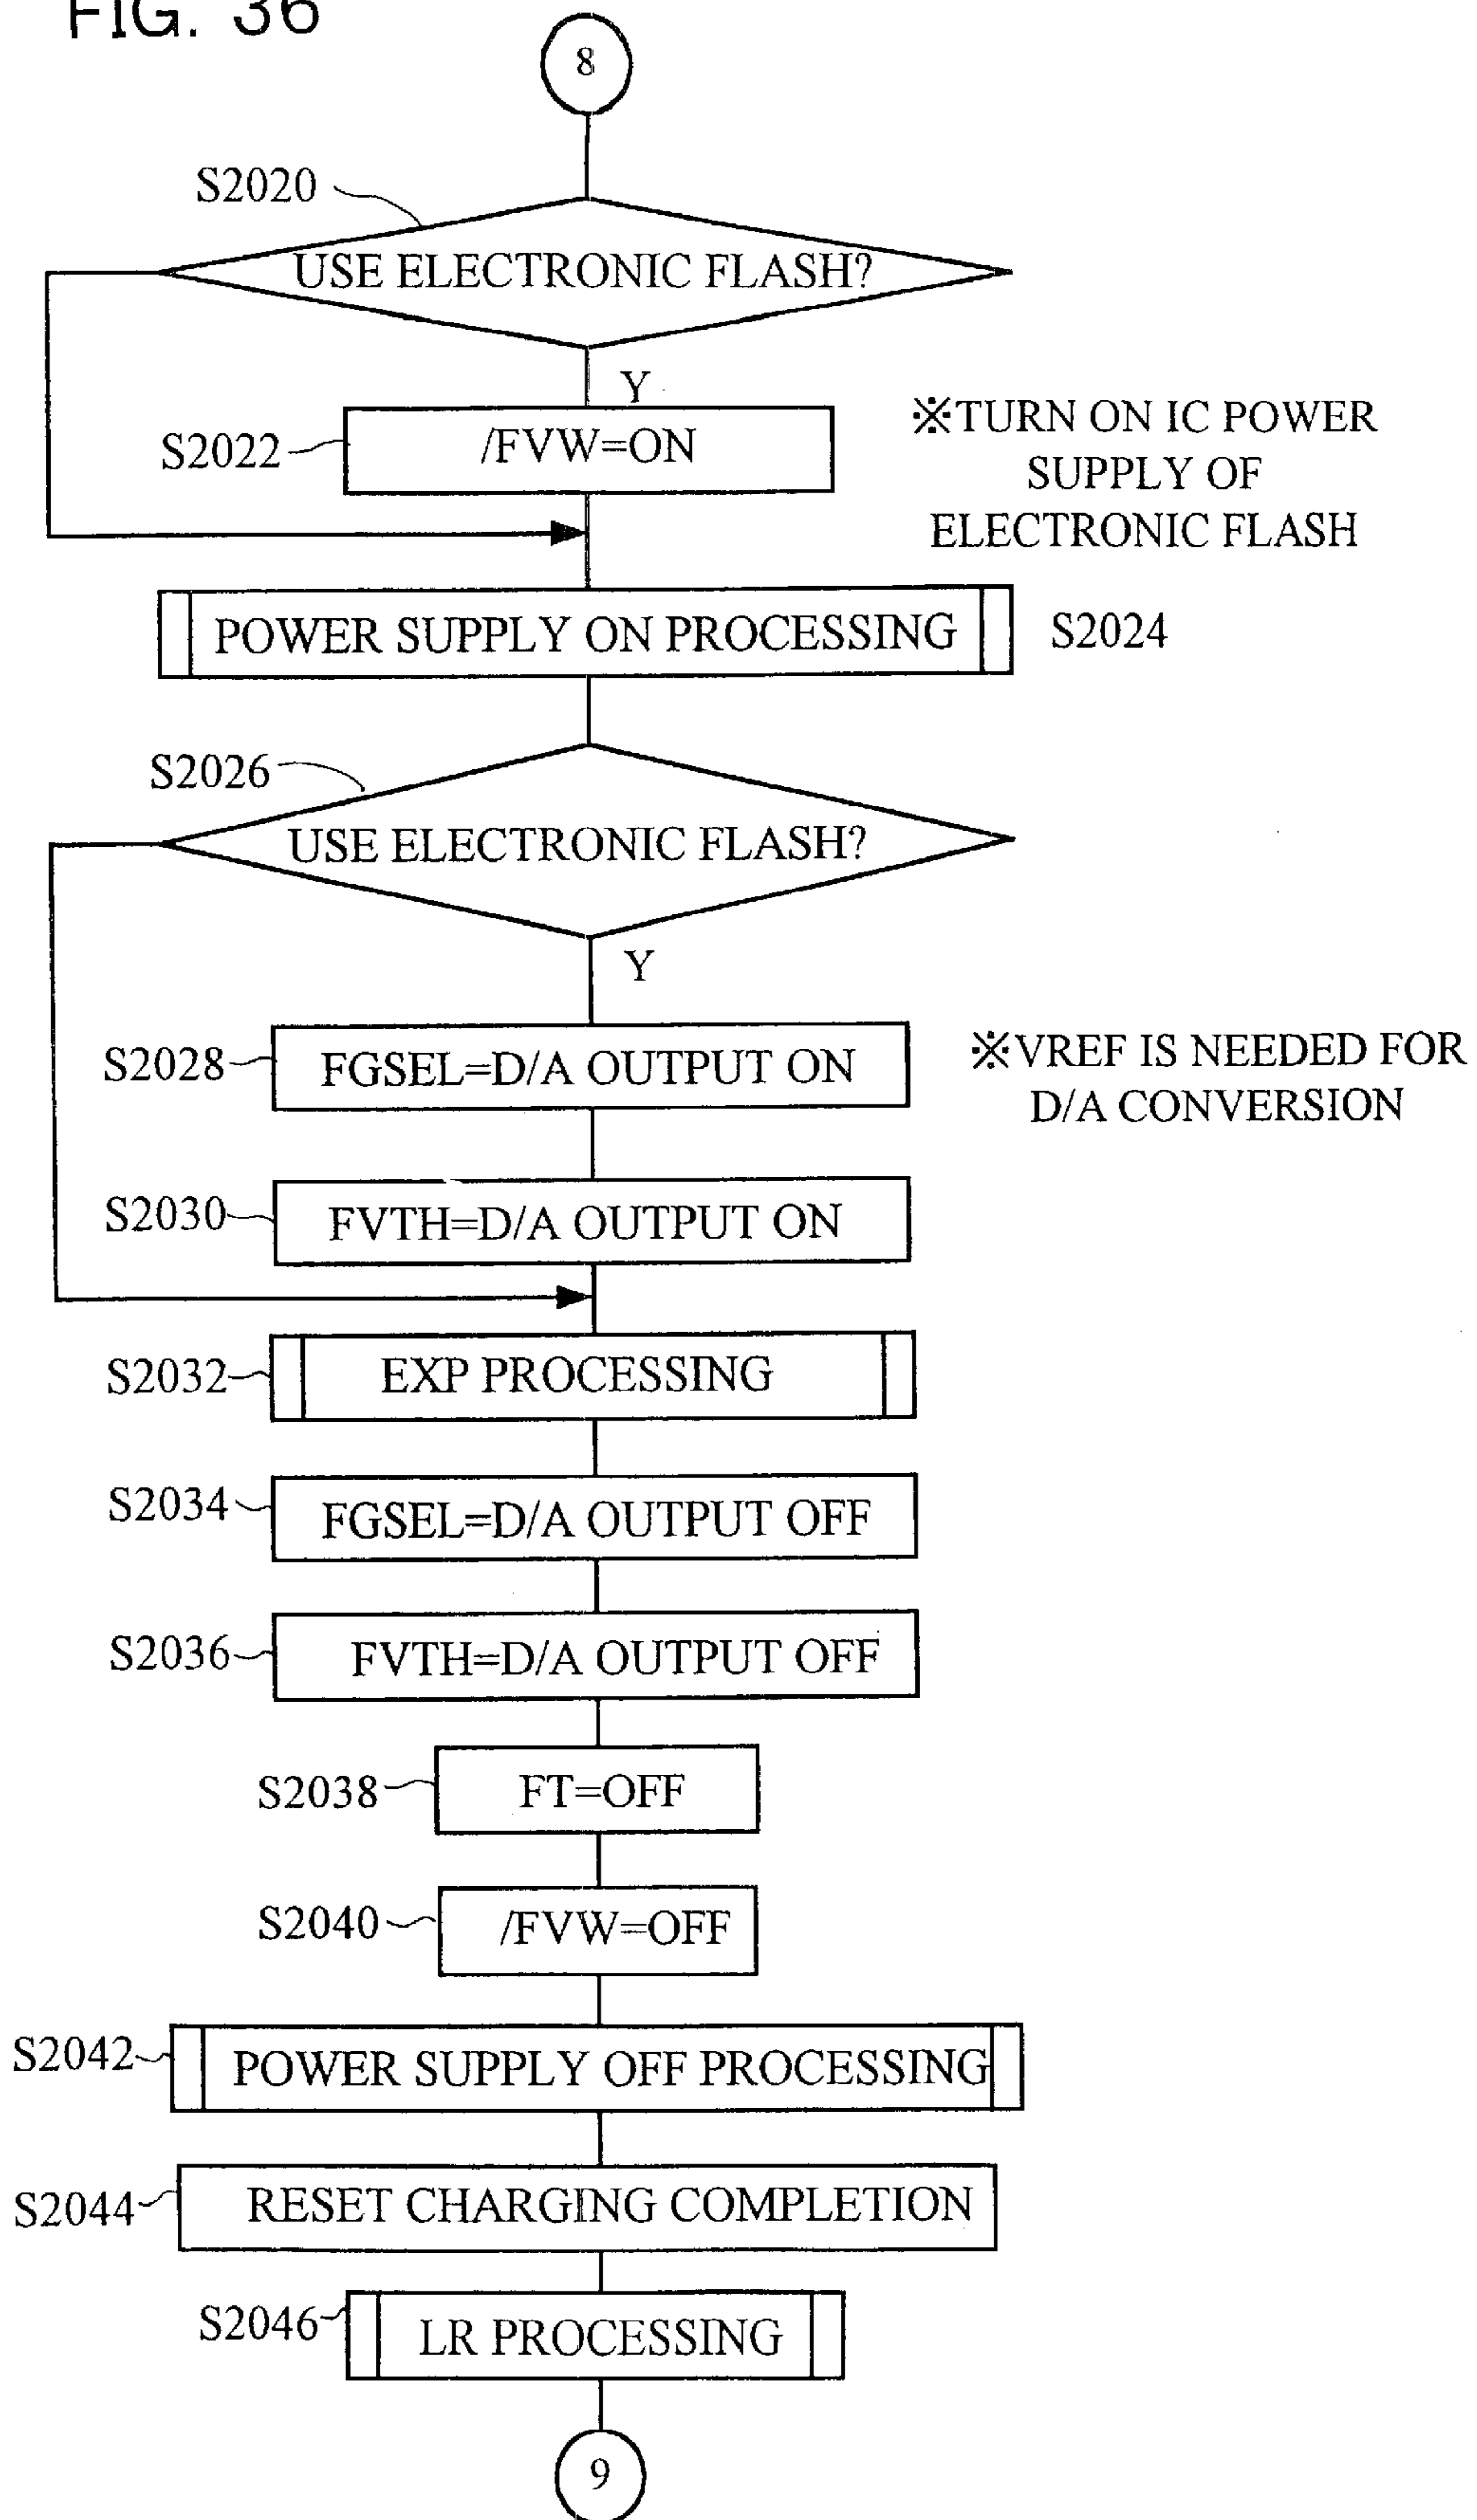 FIG. 36
8
S2020
USE ELECTRONIC FLASH?
Y
S2022
/FVW=ON
※TURN ON IC POWER
SUPPLY OF
ELECTRONIC FLASH
POWER SUPPLY ON PROCESSING
S2024
S2026
USE ELECTRONIC FLASH?
Y
S2028
FGSEL=D/A OUTPUT ON
※VREF IS NEEDED FOR
D/A CONVERSION
S2030
FVTH=D/A OUTPUT ON
S2032
EXP PROCESSING
S2034
FGSEL=D/A OUTPUT OFF
S2036
FVTH=D/A OUTPUT OFF
S2038
FT=OFF
S2040
/FVW=OFF
S2042
POWER SUPPLY OFF PROCESSING
S2044
RESET CHARGING COMPLETION
S2046
LR PROCESSING
9